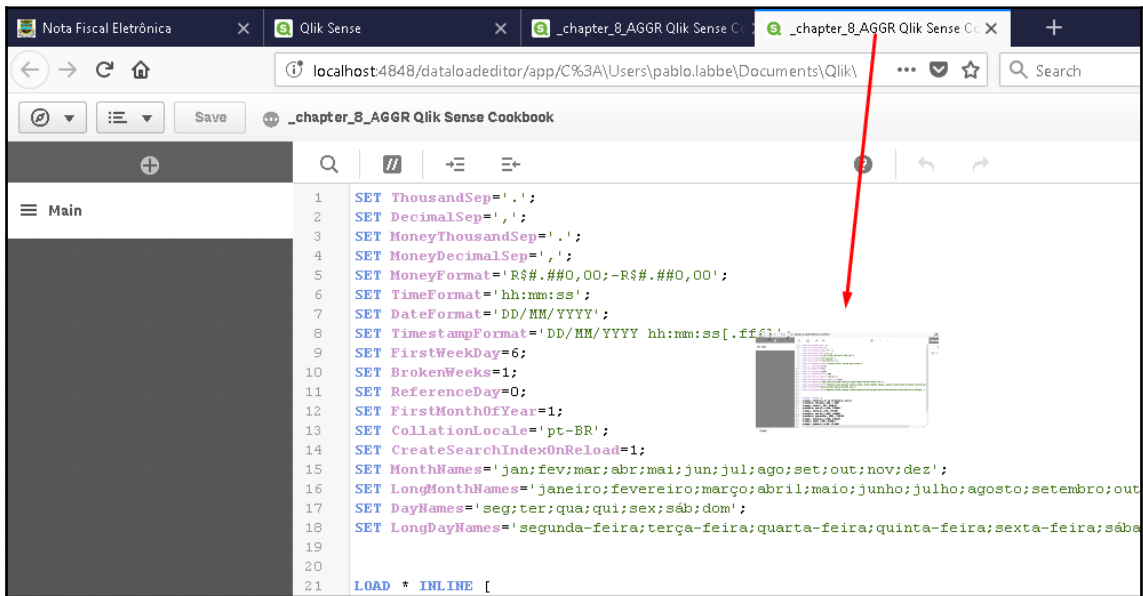 Nota Fiscal Eletrônica
Qlik Sense
_chapter_8_AGGR Qlik Sense Co
_chapter_8_AGGR Qlik Sense Co
localhost:4848/dataloadeditor/app/C%3A\Users\pablo.labbe\Documents\Qlik\
Search
Save
_chapter_8_AGGR Qlik Sense Cookbook
Main
1 SET ThousandSep='.';
2 SET DecimalSep=',';
3 SET MoneyThousandSep='.';
4 SET MoneyDecimalSep=',';
5 SET MoneyFormat='R$#.##0,00;-R$#.##0,00';
6 SET TimeFormat='hh:mm:ss';
7 SET DateFormat='DD/MM/YYYY';
8 SET TimestampFormat='DD/MM/YYYY hh:mm:ss[.fff]';
9 SET FirstWeekDay=6;
10 SET BrokenWeeks=1;
11 SET ReferenceDay=0;
12 SET FirstMonthOfYear=1;
13 SET CollationLocale='pt-BR';
14 SET CreateSearchIndexOnReload=1;
15 SET MonthNames='jan;fev;mar;abr;mai;jun;jul;ago;set;out;nov;dez';
16 SET LongMonthNames='janeiro;fevereiro;março;abril;maio;junho;julho;agosto;setembro;out
17 SET DayNames='seg;ter;qua;qui;sex;sáb;dom';
18 SET LongDayNames='segunda-feira;terça-feira;quarta-feira;quinta-feira;sexta-feira;sába
19
20
21 LOAD * INLINE [